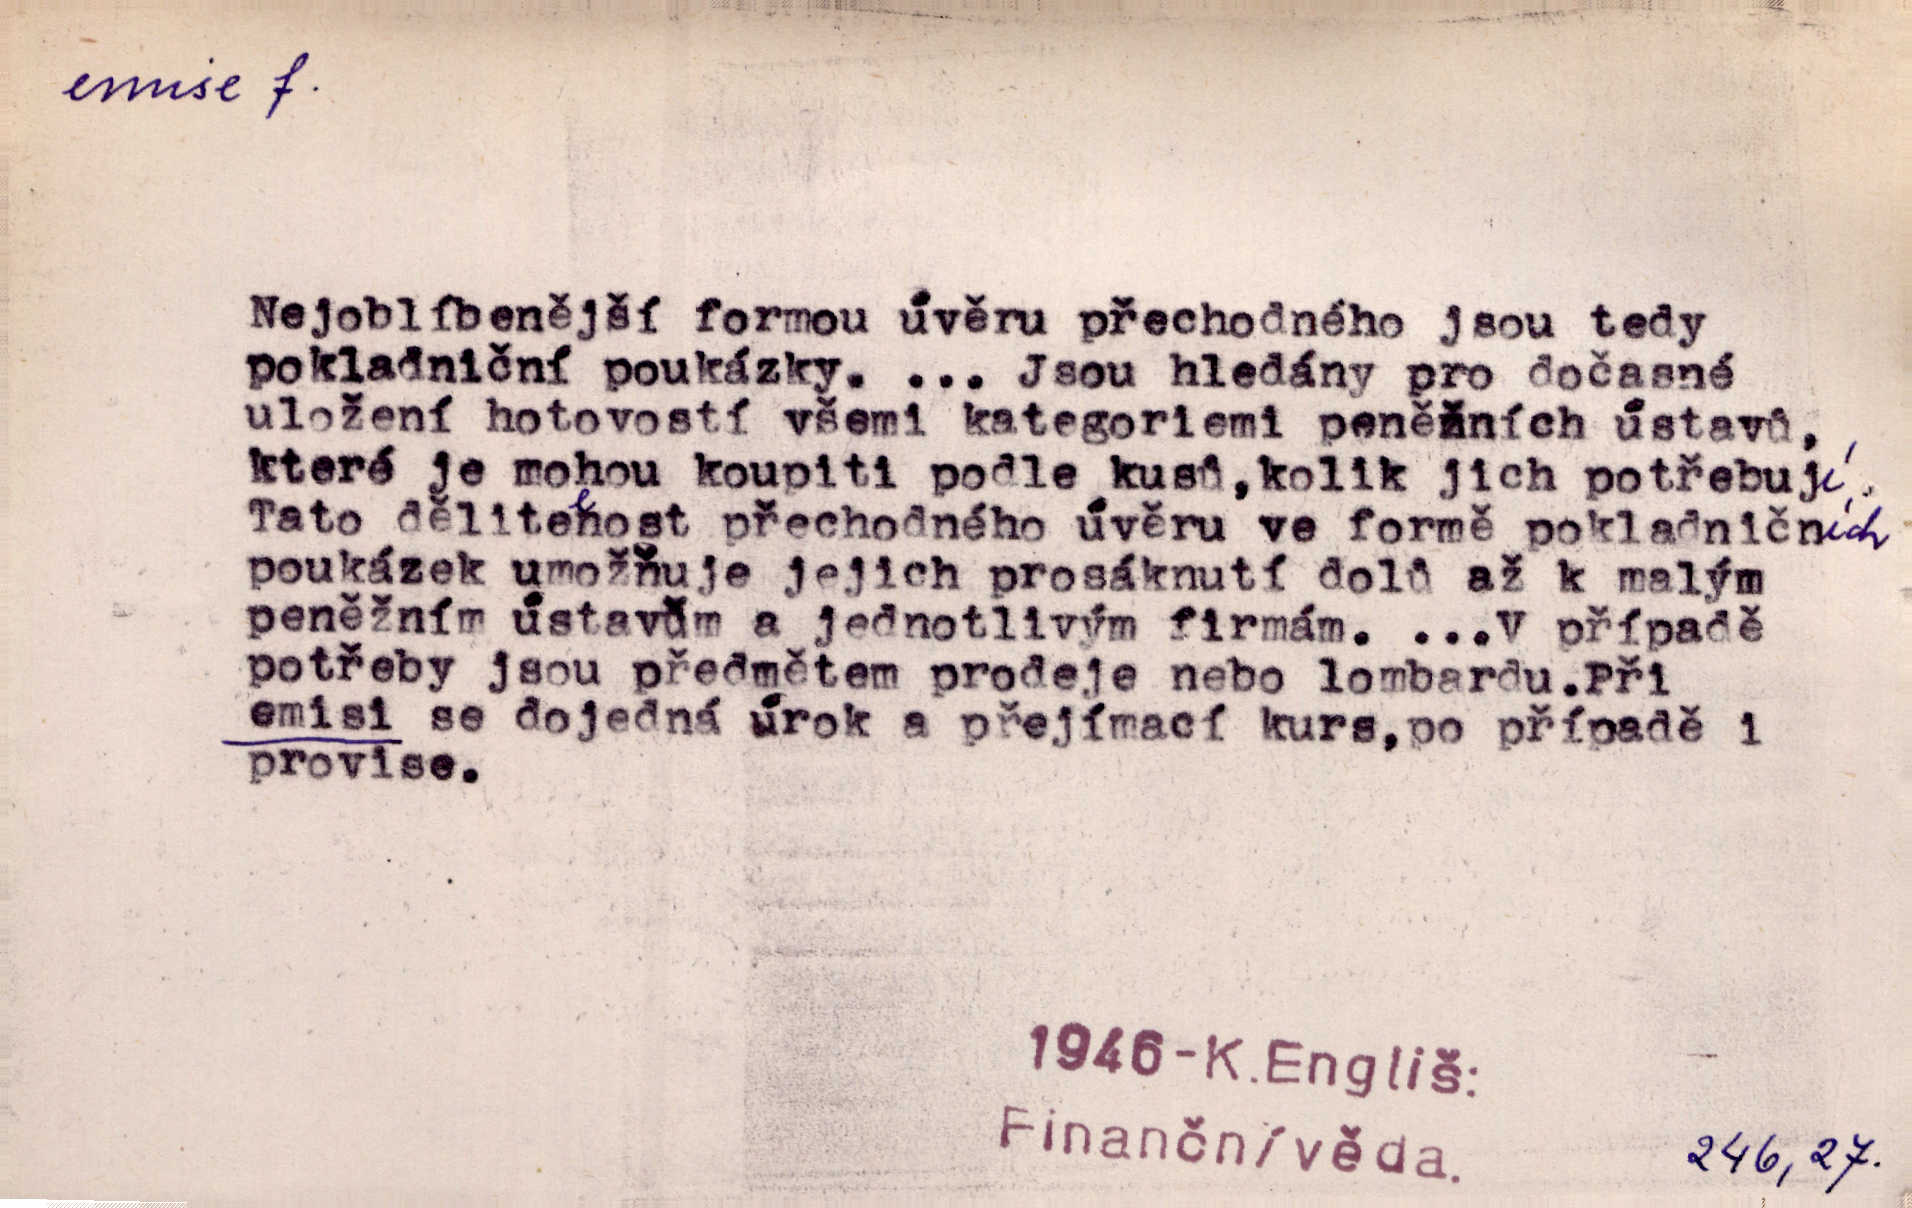 emise f.
Nejoblíbenější formou úvěru přechodného jsou tedy
pokladniční poukázky. ... Jsou hledány pro dočasné
uložení hotovostí všemi kategoriemi peněžních ústavů,
které je mohou koupiti podle kusů,kolik jich potřebují.
Tato dělitelnost přechodného úvěru ve formě pokladničních
poukázek umožňuje jejich prosáknutí dolů až k malým
peněžním ústavům a jednotlivým firmám. ...V případě
potřeby jsou předmětem prodeje nebo lombardu.Při
emisi se dojedná úrok a přejímací kurs,po případě i
provise.
1946-K.Engliš:
Finanční věda.
246, 27.